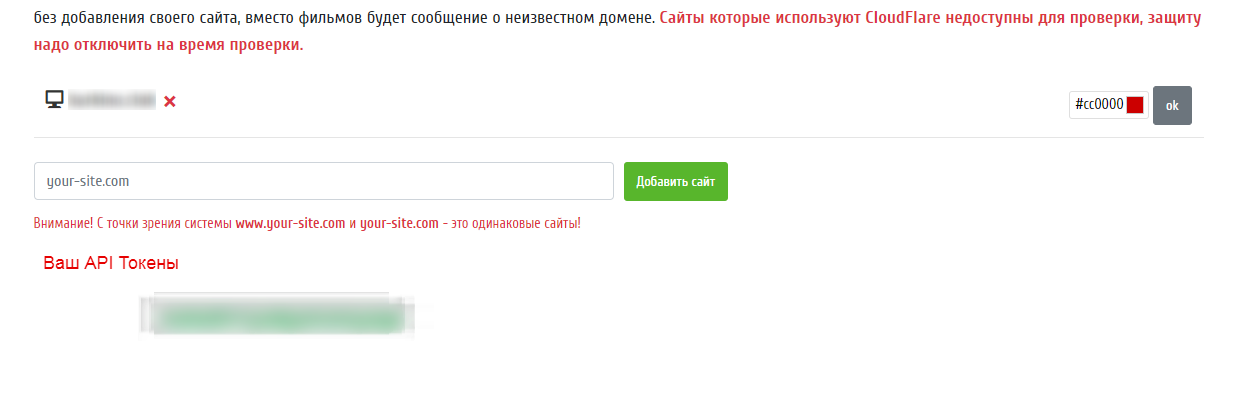 без добавления своего сайта, вместо фильмов будет сообщение о неизвестном домене. Сайты которые используют CloudFlare недоступны для проверки, защиту
надо отключить на время проверки.
#cc0000 ok
your-site.com Добавить сайт
Внимание! С точки зрения системы www.your-site.com и your-site.com - это одинаковые сайты!
Ваш API Токены